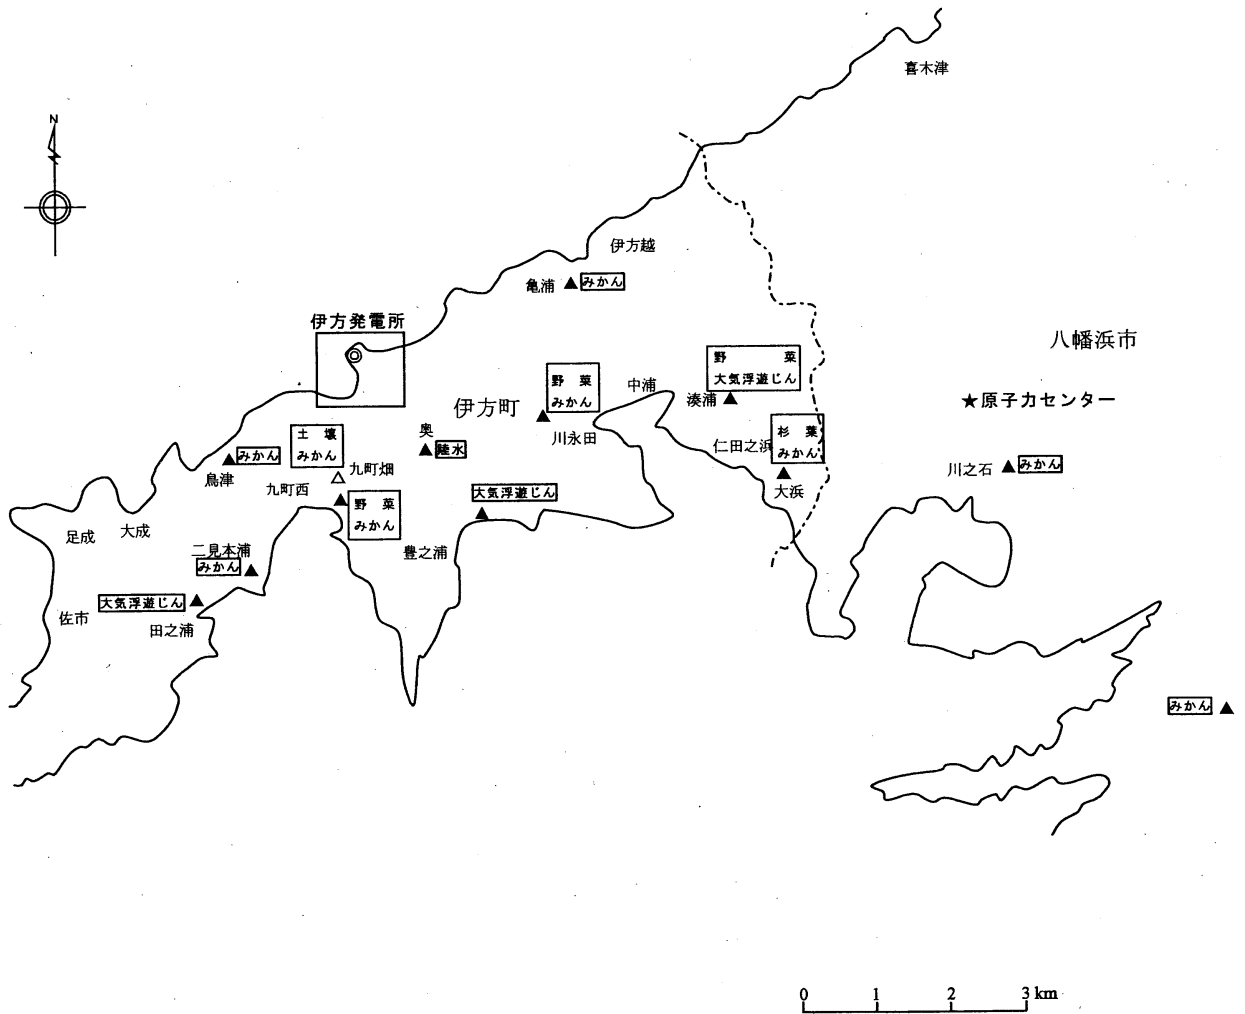 喜木津
N
伊方越
亀浦
みかん
伊方発電所
八幡浜市
野菜
大気浮遊じん
湊浦
野菜
みかん
中浦
伊方町
川永田
★原子力センター
仁田之浜
杉葉
みかん
大浜
土壌
みかん
奥
陸水
みかん
鳥津
九町畑
九町西
川之石
みかん
野菜
みかん
大気浮遊じん
足成
大成
二見本浦
みかん
豊之浦
大気浮遊じん
佐市
田之浦
みかん
0 1 2 3 km